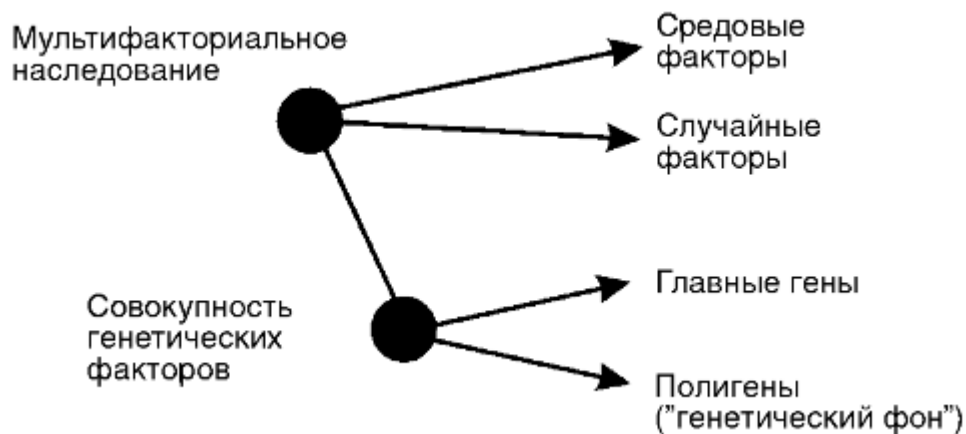 Мультифакториальное
наследование
Средовые
факторы
Случайные
факторы
Совокупность
генетических
факторов
Главные гены
Полигены
("генетический фон")